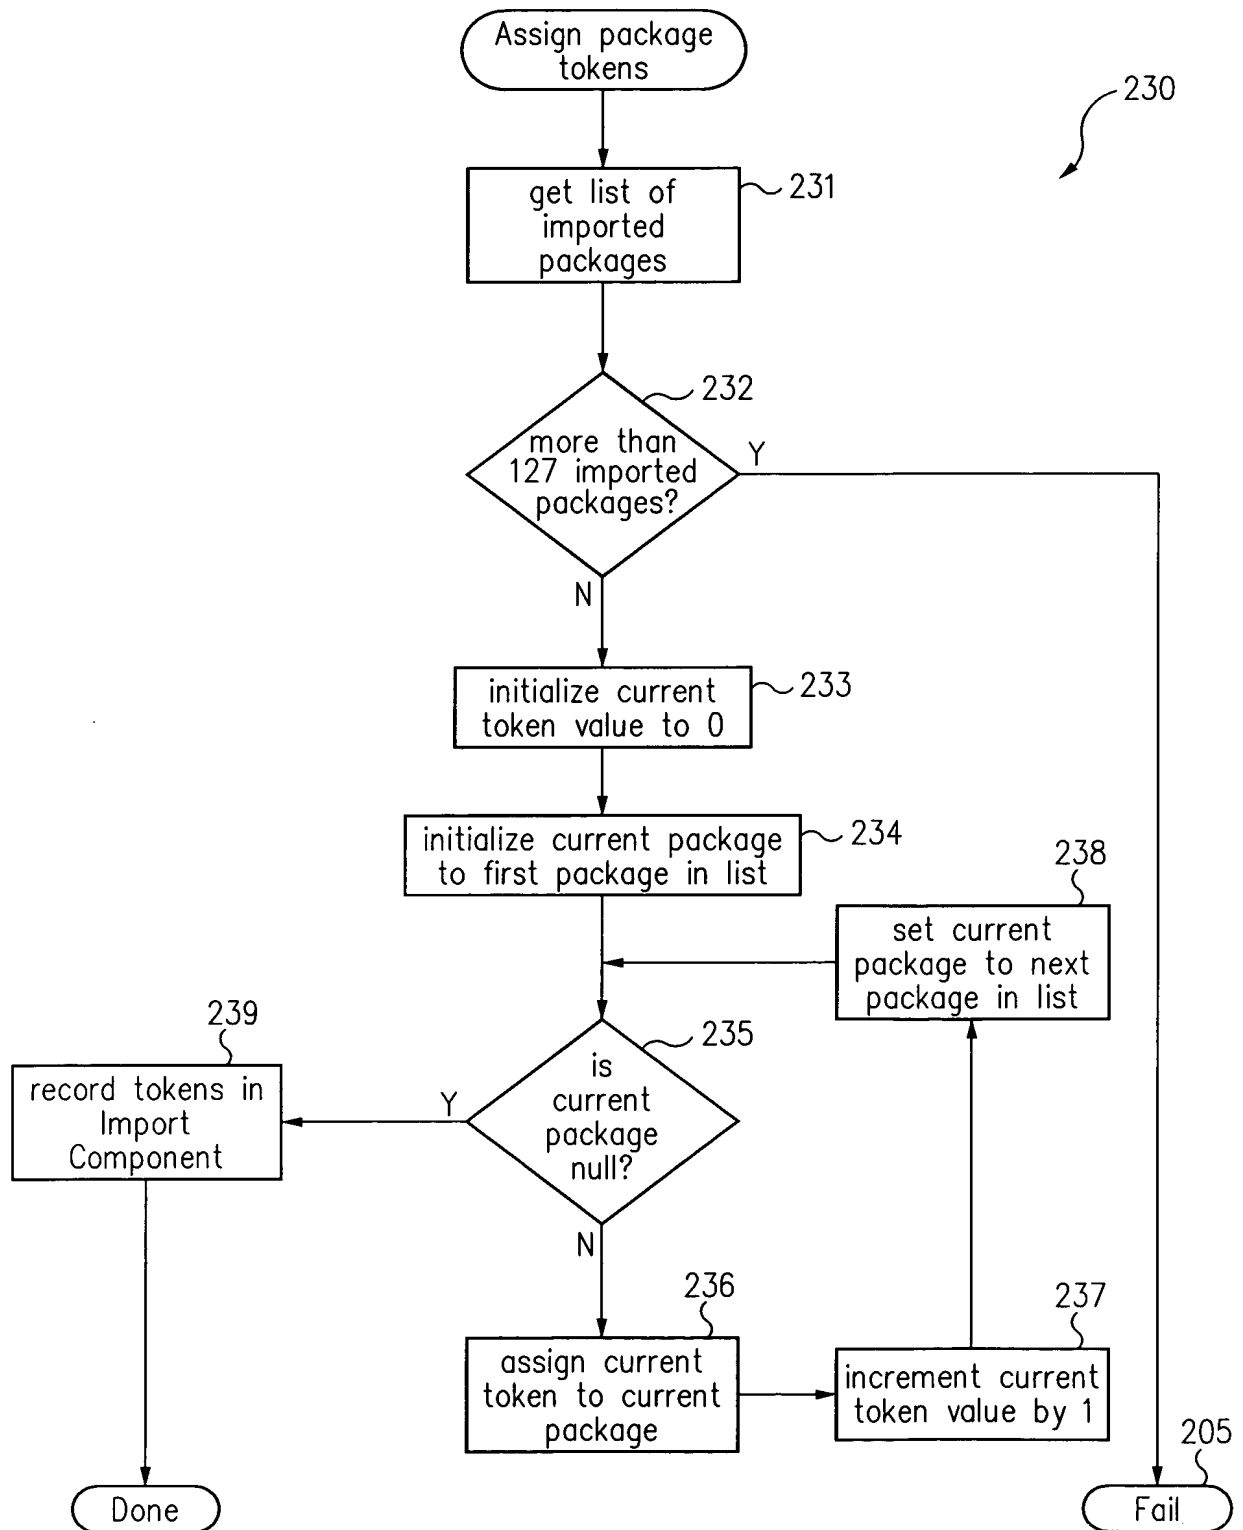 Assign package
tokens
230
get list of
imported
packages
231
232
more than
127 imported
packages?
Y
N
initialize current
token value to 0
233
initialize current package
to first package in list
234
238
set current
package to next
package in list
239
record tokens in
Import
Component
235
is
current
package
null?
Y
N
236
assign current
token to current
package
237
increment current
token value by 1
205
Done
Fail